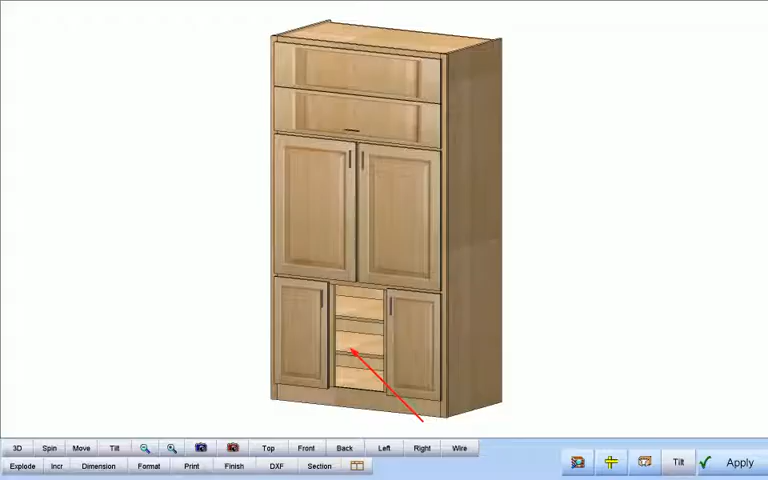 3D Spin Move Tilt Top Front Back Left Right Wire
Explode Incr Dimension Format Print Finish DXF Section
Tilt Apply